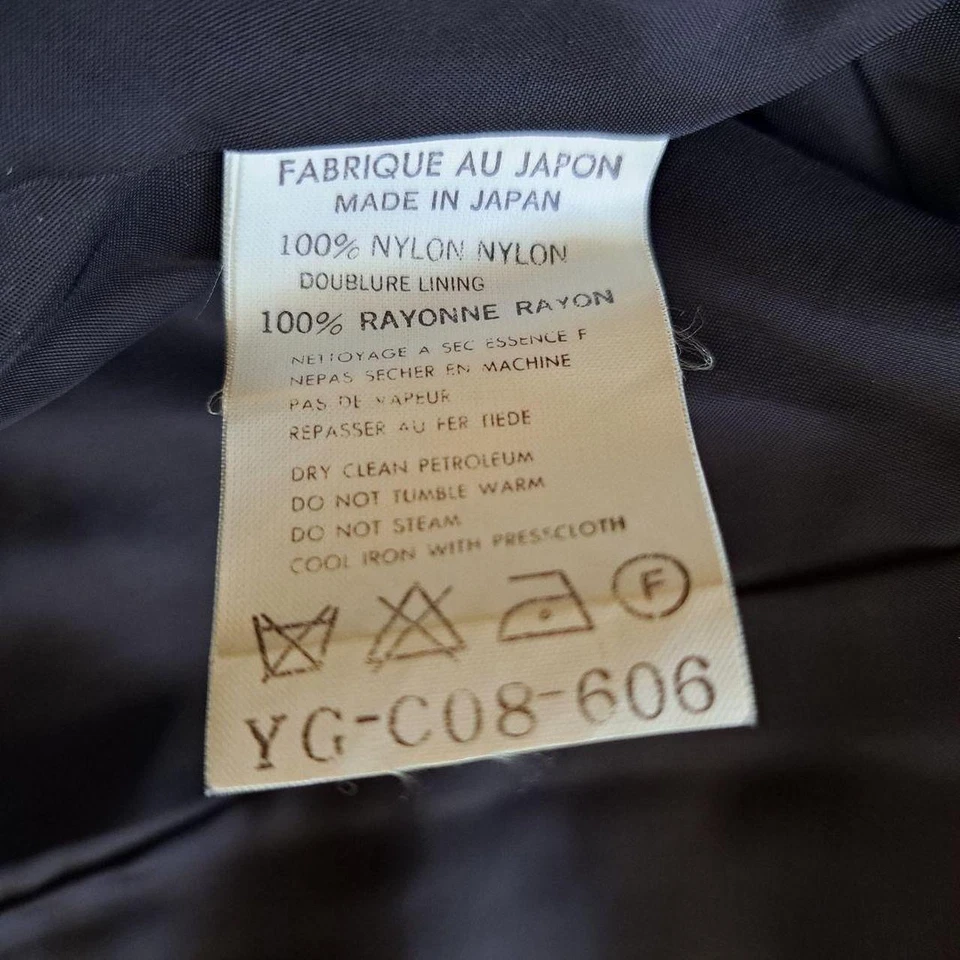 FABRIQUE AU JAPON
MADE IN JAPAN
100% NYLON NYLON
DOUBLURE LINING
100% RAYONNE RAYON
NETTOYAGE A SEC ESSENCE F
NEPAS SECHER EN MACHINE
PAS DE VAPEUR
REPASSER AU FER TIEDE
DRY CLEAN PETROLEUM
DO NOT TUMBLE WARM
DO NOT STEAM
COOL IRON WITH PRESSCLOTH
F
YG-C08-606